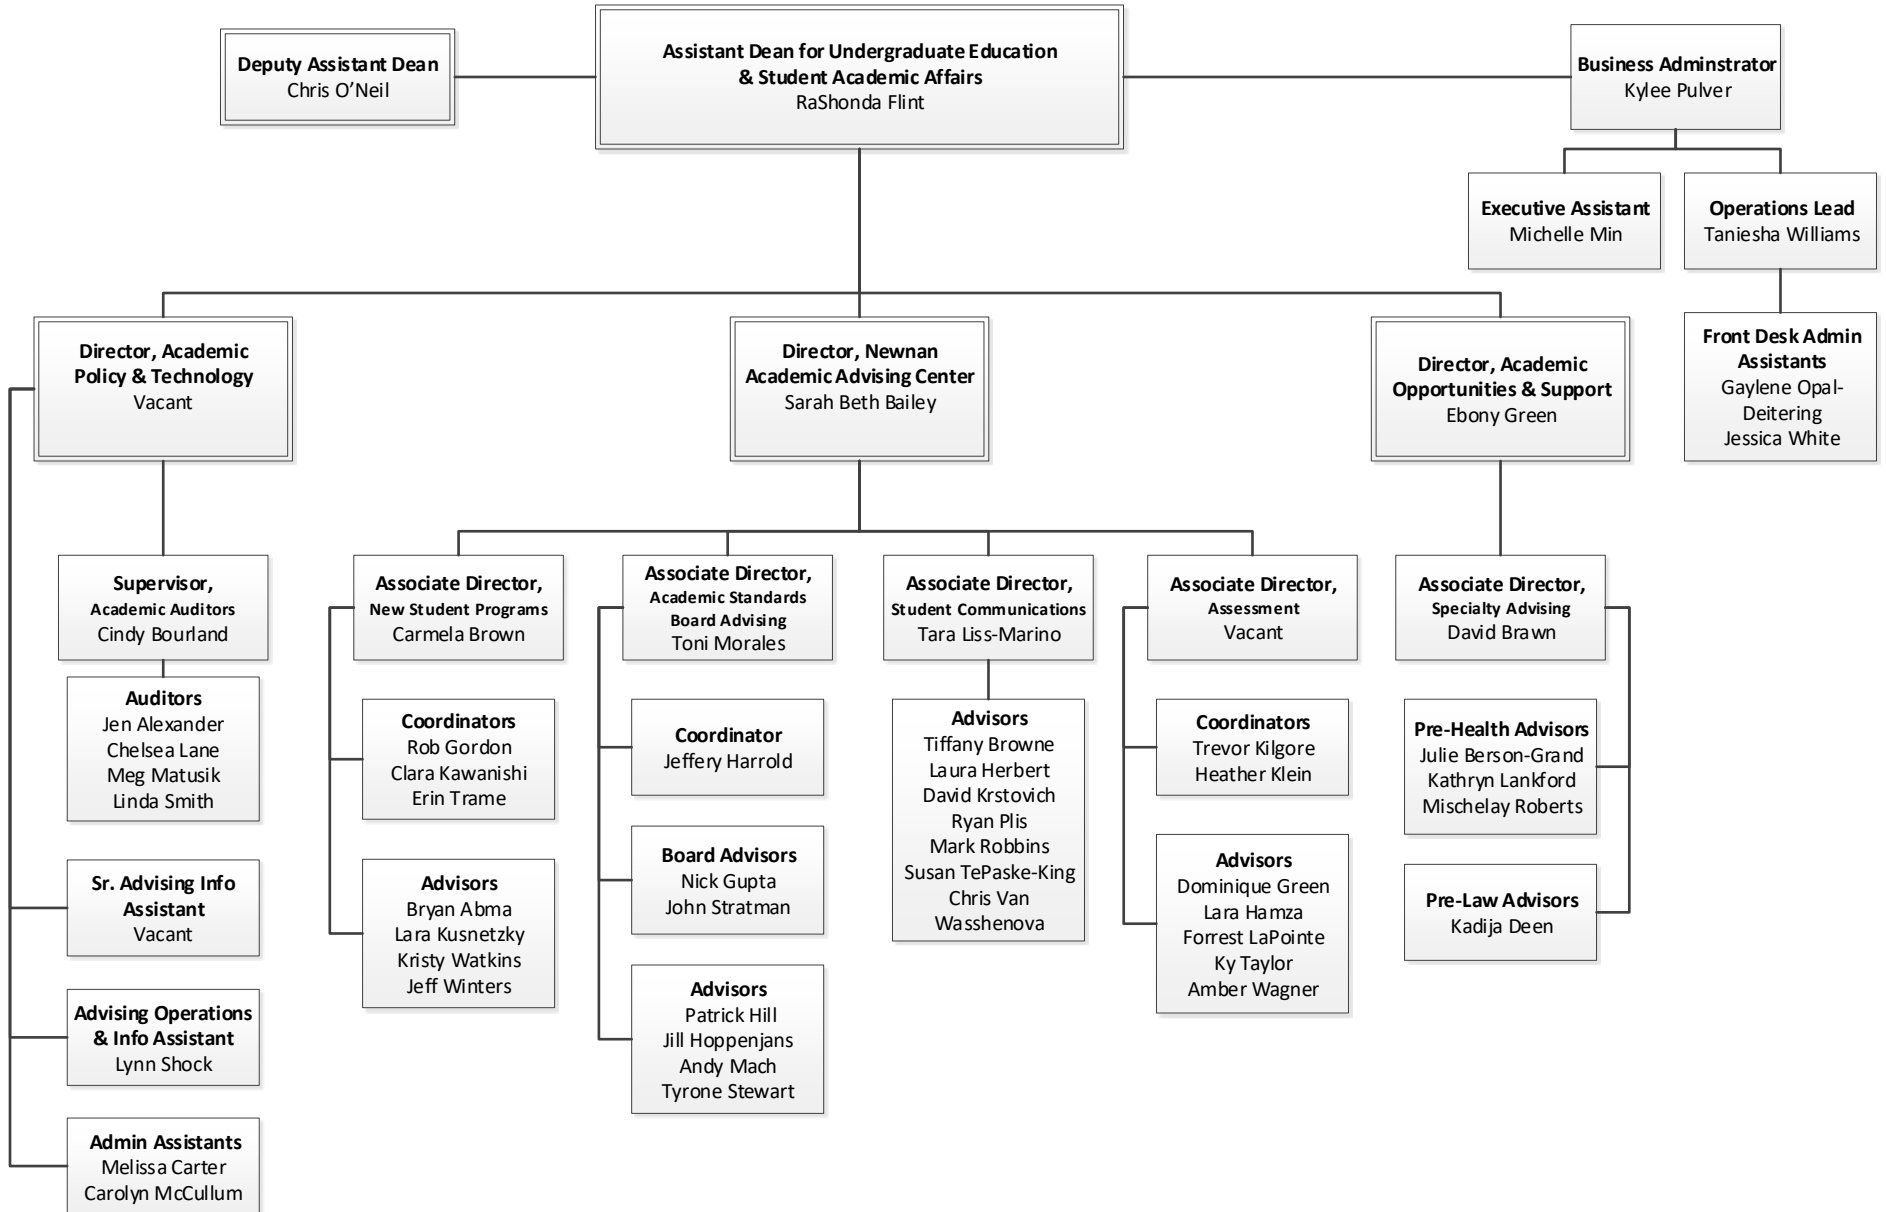 Deputy Assistant Dean
Chris O'Neil
Assistant Dean for Undergraduate Education
& Student Academic Affairs
RaShonda Flint
Business Adminstrator
Kylee Pulver
Executive Assistant
Michelle Min
Operations Lead
Taniesha Williams
Front Desk Admin
Assistants
Gaylene Opal-
Deitering
Jessica White
Director, Academic
Policy & Technology
Vacant
Director, Newnan
Academic Advising Center
Sarah Beth Bailey
Director, Academic
Opportunities & Support
Ebony Green
Supervisor,
Academic Auditors
Cindy Bourland
Auditors
Jen Alexander
Chelsea Lane
Meg Matusik
Linda Smith
Sr. Advising Info
Assistant
Vacant
Advising Operations
& Info Assistant
Lynn Shock
Admin Assistants
Melissa Carter
Carolyn McCullum
Associate Director,
New Student Programs
Carmela Brown
Coordinators
Rob Gordon
Clara Kawanishi
Erin Trame
Advisors
Bryan Abma
Lara Kusnetzky
Kristy Watkins
Jeff Winters
Associate Director,
Academic Standards
Board Advising
Toni Morales
Coordinator
Jeffery Harrold
Board Advisors
Nick Gupta
John Stratman
Advisors
Patrick Hill
Jill Hoppenjans
Andy Mach
Tyrone Stewart
Associate Director,
Student Communications
Tara Liss-Marino
Advisors
Tiffany Browne
Laura Herbert
David Krstovich
Ryan Plis
Mark Robbins
Susan TePaske-King
Chris Van
Wasshenova
Associate Director,
Assessment
Vacant
Coordinators
Trevor Kilgore
Heather Klein
Advisors
Dominique Green
Lara Hamza
Forrest LaPointe
Ky Taylor
Amber Wagner
Associate Director,
Specialty Advising
David Brawn
Pre-Health Advisors
Julie Berson-Grand
Kathryn Lankford
Mischelay Roberts
Pre-Law Advisors
Kadija Deen